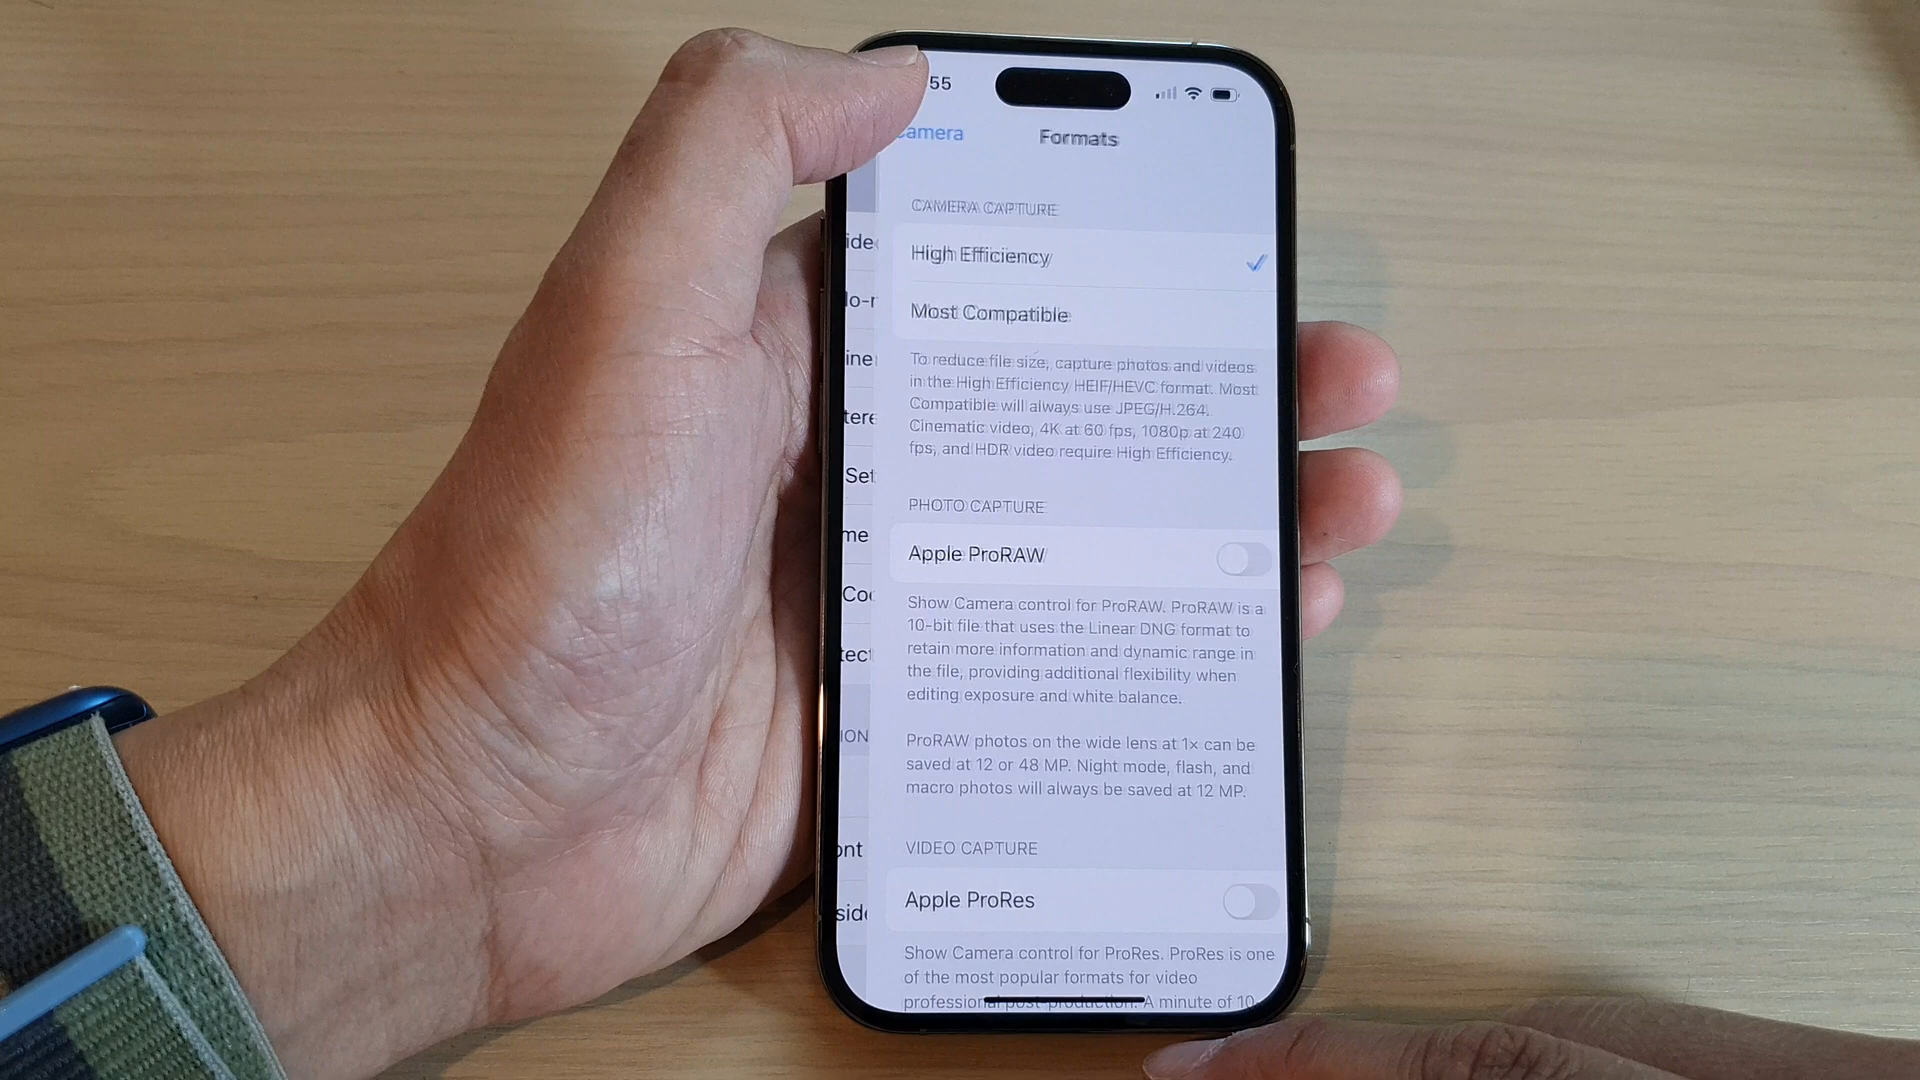 55
Camera
Formats
CAMERA CAPTURE
High Efficiency
Most Compatible
To reduce file size, capture photos and videos
in the High Efficiency HEIF/HEVC format. Most
Compatible will always use JPEG/H.264.
Cinematic video, 4K at 60 fps, 1080p at 240
fps, and HDR video require High Efficiency.
PHOTO CAPTURE
Apple ProRAW
Show Camera control for ProRAW. ProRAW is a
10-bit file that uses the Linear DNG format to
retain more information and dynamic range in
the file, providing additional flexibility when
editing exposure and white balance.
ProRAW photos on the wide lens at 1x can be
saved at 12 or 48 MP. Night mode, flash, and
macro photos will always be saved at 12 MP.
VIDEO CAPTURE
Apple ProRes
Show Camera control for ProRes. ProRes is one
of the most popular formats for video
professional post-production. A minute of 10-